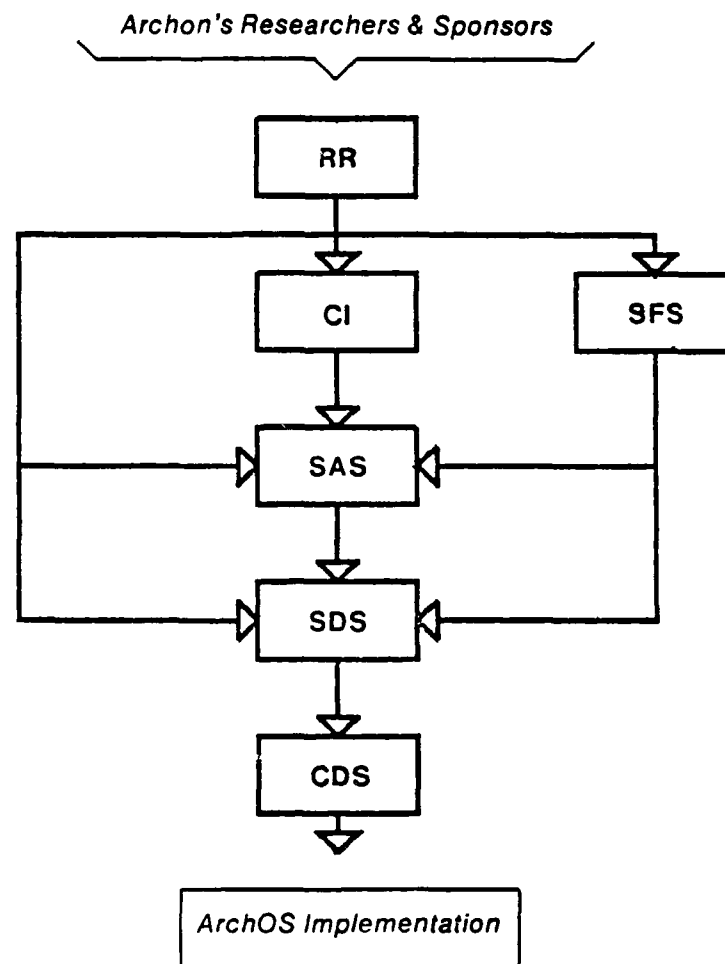 Archon's Researchers & Sponsors
RR
CI
SFS
SAS
SDS
CDS
ArchOS Implementation